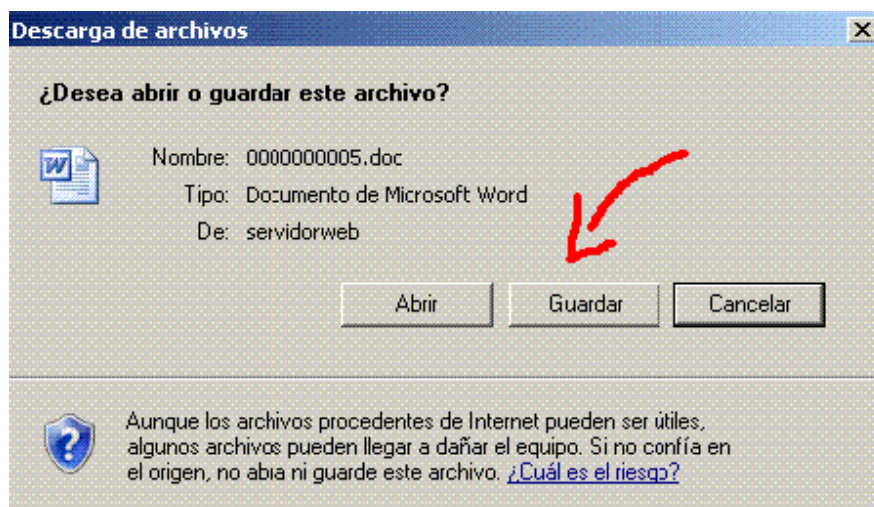 Descarga de archivos
¿Desea abrir o guardar este archivo?
Nombre: 0000000005.doc
Tipo: Documento de Microsoft Word
De: servidorweb
Abrir Guardar Cancelar
Aunque los archivos procedentes de Internet pueden ser útiles,
algunos archivos pueden llegar a dañar el equipo. Si no confía en
el origen, no abra ni guarde este archivo. ¿Cuál es el riesgo?